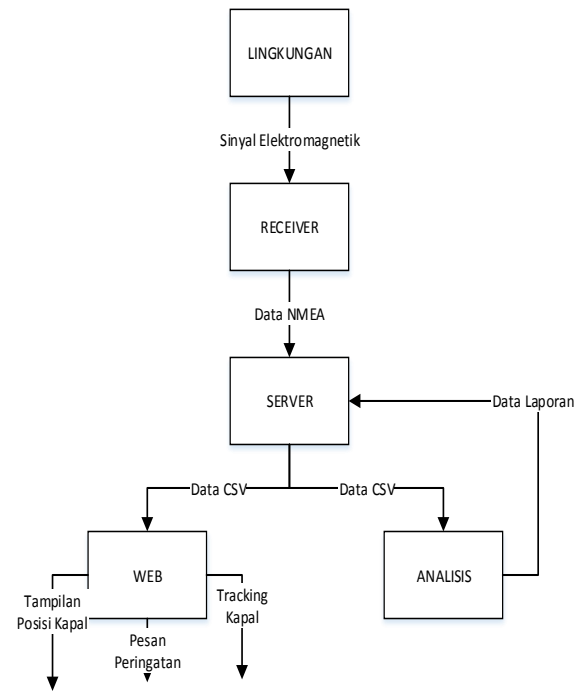 LINGKUNGAN
Sinyal Elektromagnetik
RECEIVER
Data NMEA
SERVER
Data Laporan
Data CSV
Data CSV
WEB
ANALISIS
Tampilan
Posisi Kapal
Pesan
Peringatan
Tracking
Kapal